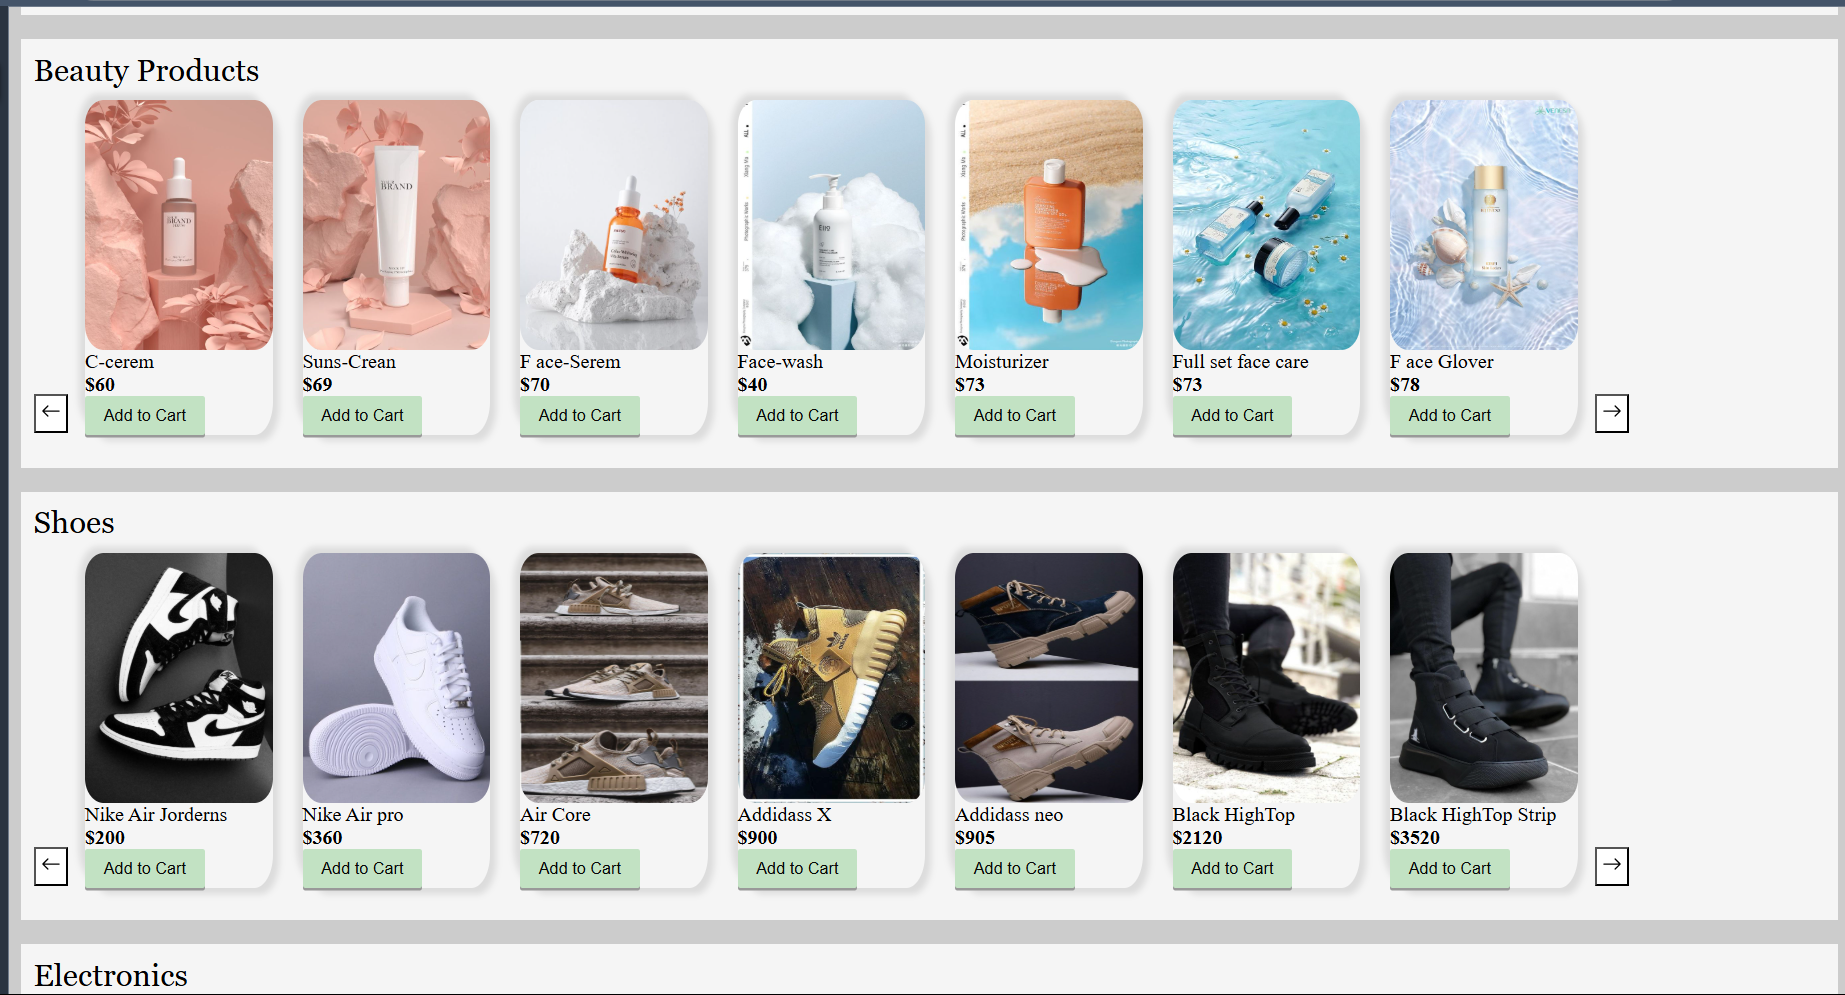 Beauty Products
BRAND
BRAND
ALL
C-cerem
Suns-Crean
F ace-Serem
Face-wash
Moisturizer
Full set face care
F ace Glover
$60
$69
$70
$40
$73
$73
$78
←
Add to Cart
Add to Cart
Add to Cart
Add to Cart
Add to Cart
Add to Cart
Add to Cart
→
Shoes
Nike Air Jorderns
Nike Air pro
Air Core
Addidass X
Addidass neo
Black HighTop
Black HighTop Strip
$200
$360
$720
$900
$905
$2120
$3520
←
Add to Cart
Add to Cart
Add to Cart
Add to Cart
Add to Cart
Add to Cart
Add to Cart
→
Electronics